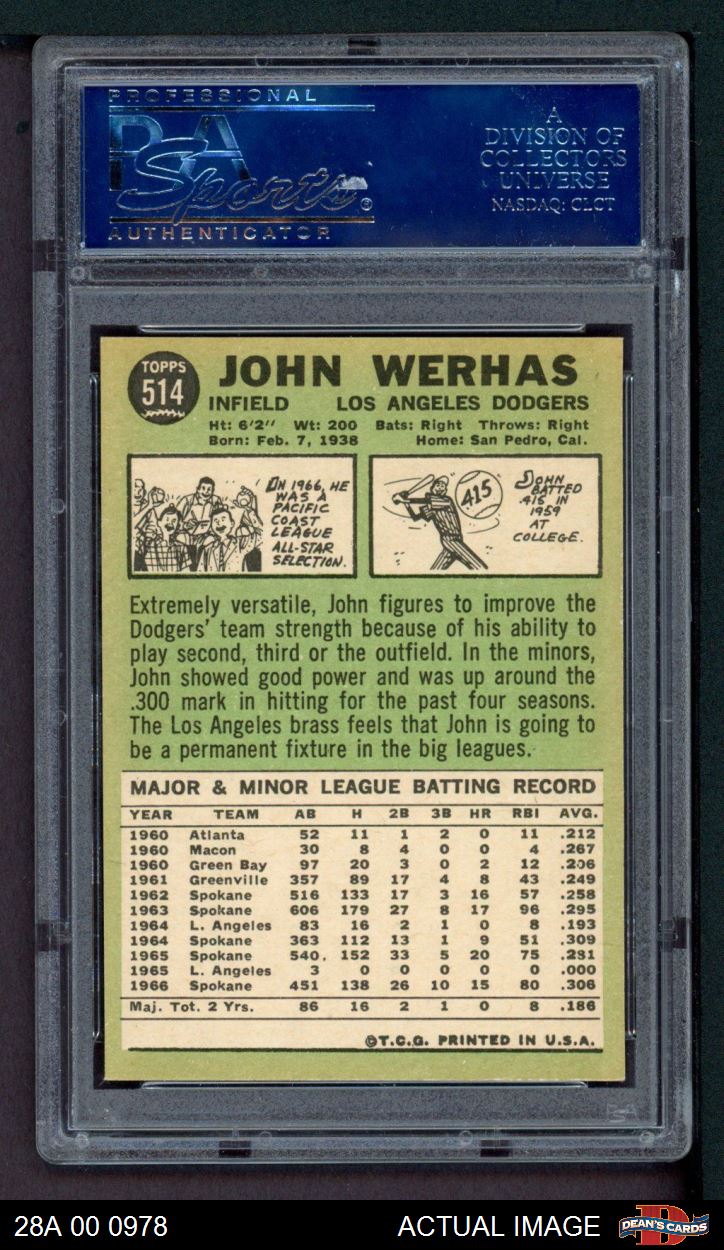 PROFESSIONAL
PSA
Sports
AUTHENTICATOR
A
DIVISION OF
COLLECTORS
UNIVERSE
NASDAQ: CLCT
TOPPS
514
JOHN WERHAS
INFIELD LOS ANGELES DODGERS
Ht: 6'2" Wt: 200 Bats: Right Throws: Right
Born: Feb. 7, 1938 Home: San Pedro, Cal.
IN 1966, HE
WAS A
PACIFIC
COAST
LEAGUE
ALL-STAR
SELECTION.
.415
JOHN
BATTED
.415 IN
1959
AT
COLLEGE.
Extremely versatile, John figures to improve the
Dodgers' team strength because of his ability to
play second, third or the outfield. In the minors,
John showed good power and was up around the
.300 mark in hitting for the past four seasons.
The Los Angeles brass feels that John is going to
be a permanent fixture in the big leagues.
MAJOR & MINOR LEAGUE BATTING RECORD
YEAR TEAM AB H 2B 3B HR RBI AVG.
1960 Atlanta 52 11 1 2 0 11 .212
1960 Macon 30 8 4 0 0 4 .267
1960 Green Bay 97 20 3 0 2 12 .206
1961 Greenville 357 89 17 4 8 43 .249
1962 Spokane 516 133 17 3 16 57 .258
1963 Spokane 606 179 27 8 17 96 .295
1964 L. Angeles 83 16 2 1 0 8 .193
1964 Spokane 363 112 13 1 9 51 .309
1965 Spokane 540 152 33 5 20 75 .281
1965 L. Angeles 3 0 0 0 0 0 .000
1966 Spokane 451 138 26 10 15 80 .306
Maj. Tot. 2 Yrs. 86 16 2 1 0 8 .186
©T.C.G. PRINTED IN U.S.A.
28A 00 0978 ACTUAL IMAGE
DEAN'S CARDS